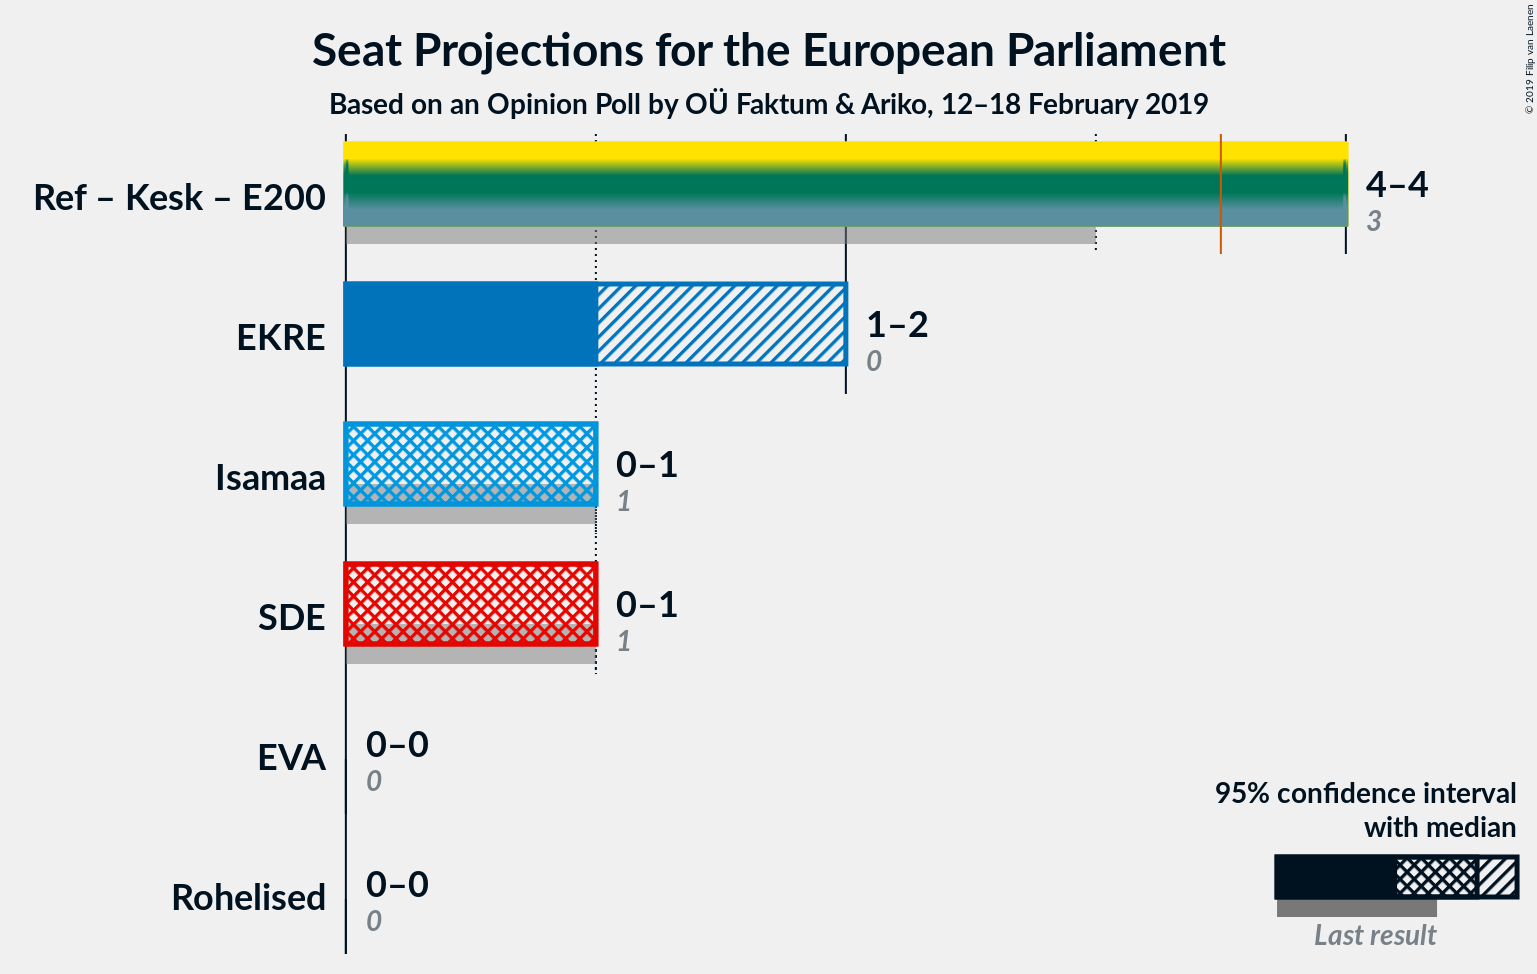 Seat Projections for the European Parliament
Based on an Opinion Poll by OÜ Faktum & Ariko, 12–18 February 2019
© 2019 Filip van Laenen
Ref – Kesk – E200
4–4
3
EKRE
1–2
0
Isamaa
0–1
1
SDE
0–1
1
EVA
0–0
0
Rohelised
0–0
0
95% confidence interval
with median
Last result